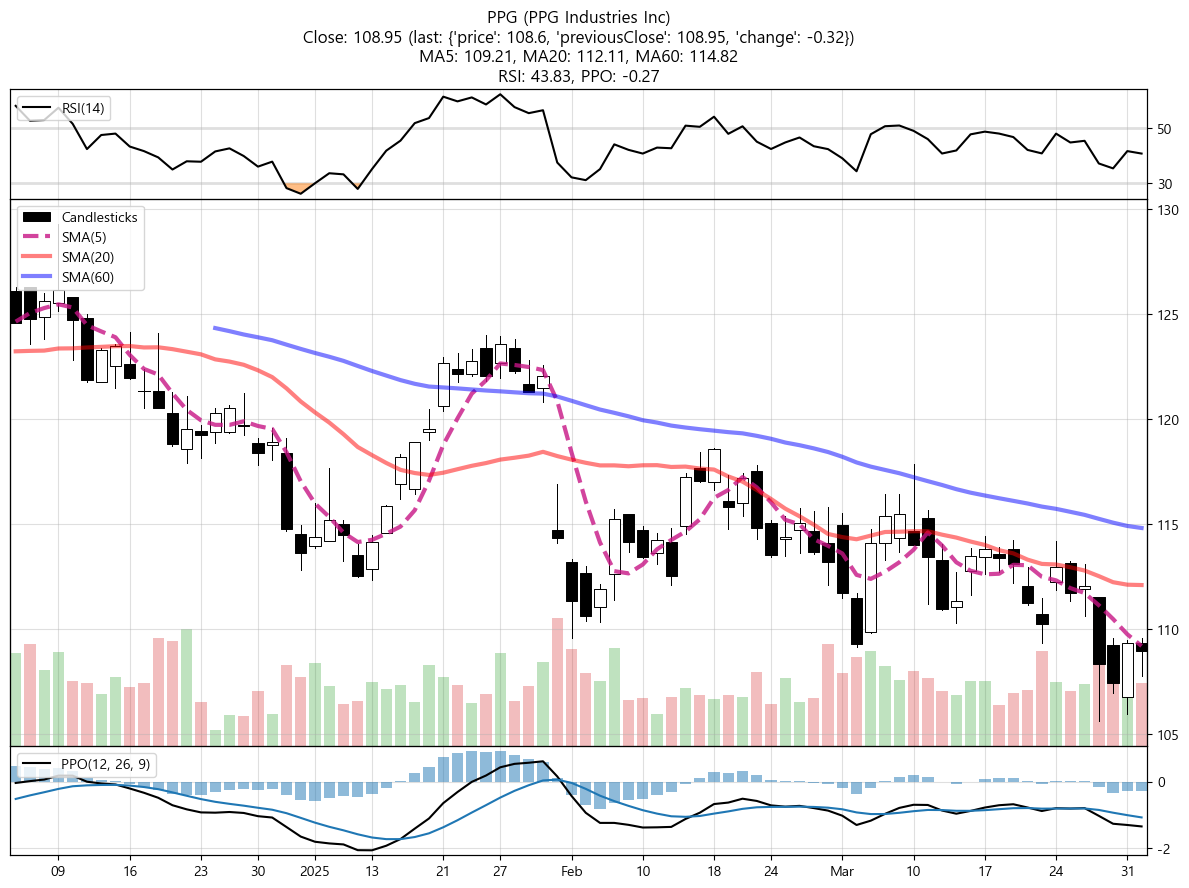 PPG (PPG Industries Inc)
Close: 108.95 (last: {'price': 108.6, 'previousClose': 108.95, 'change': -0.32})
MA5: 109.21, MA20: 112.11, MA60: 114.82
RSI: 43.83, PPO: -0.27
RSI(14)
50
30
Candlesticks
SMA(5)
SMA(20)
SMA(60)
130
125
120
115
110
105
PPO(12, 26, 9)
0
-2
09 16 23 30 2025 13 21 27 Feb 10 18 24 Mar 10 17 24 31